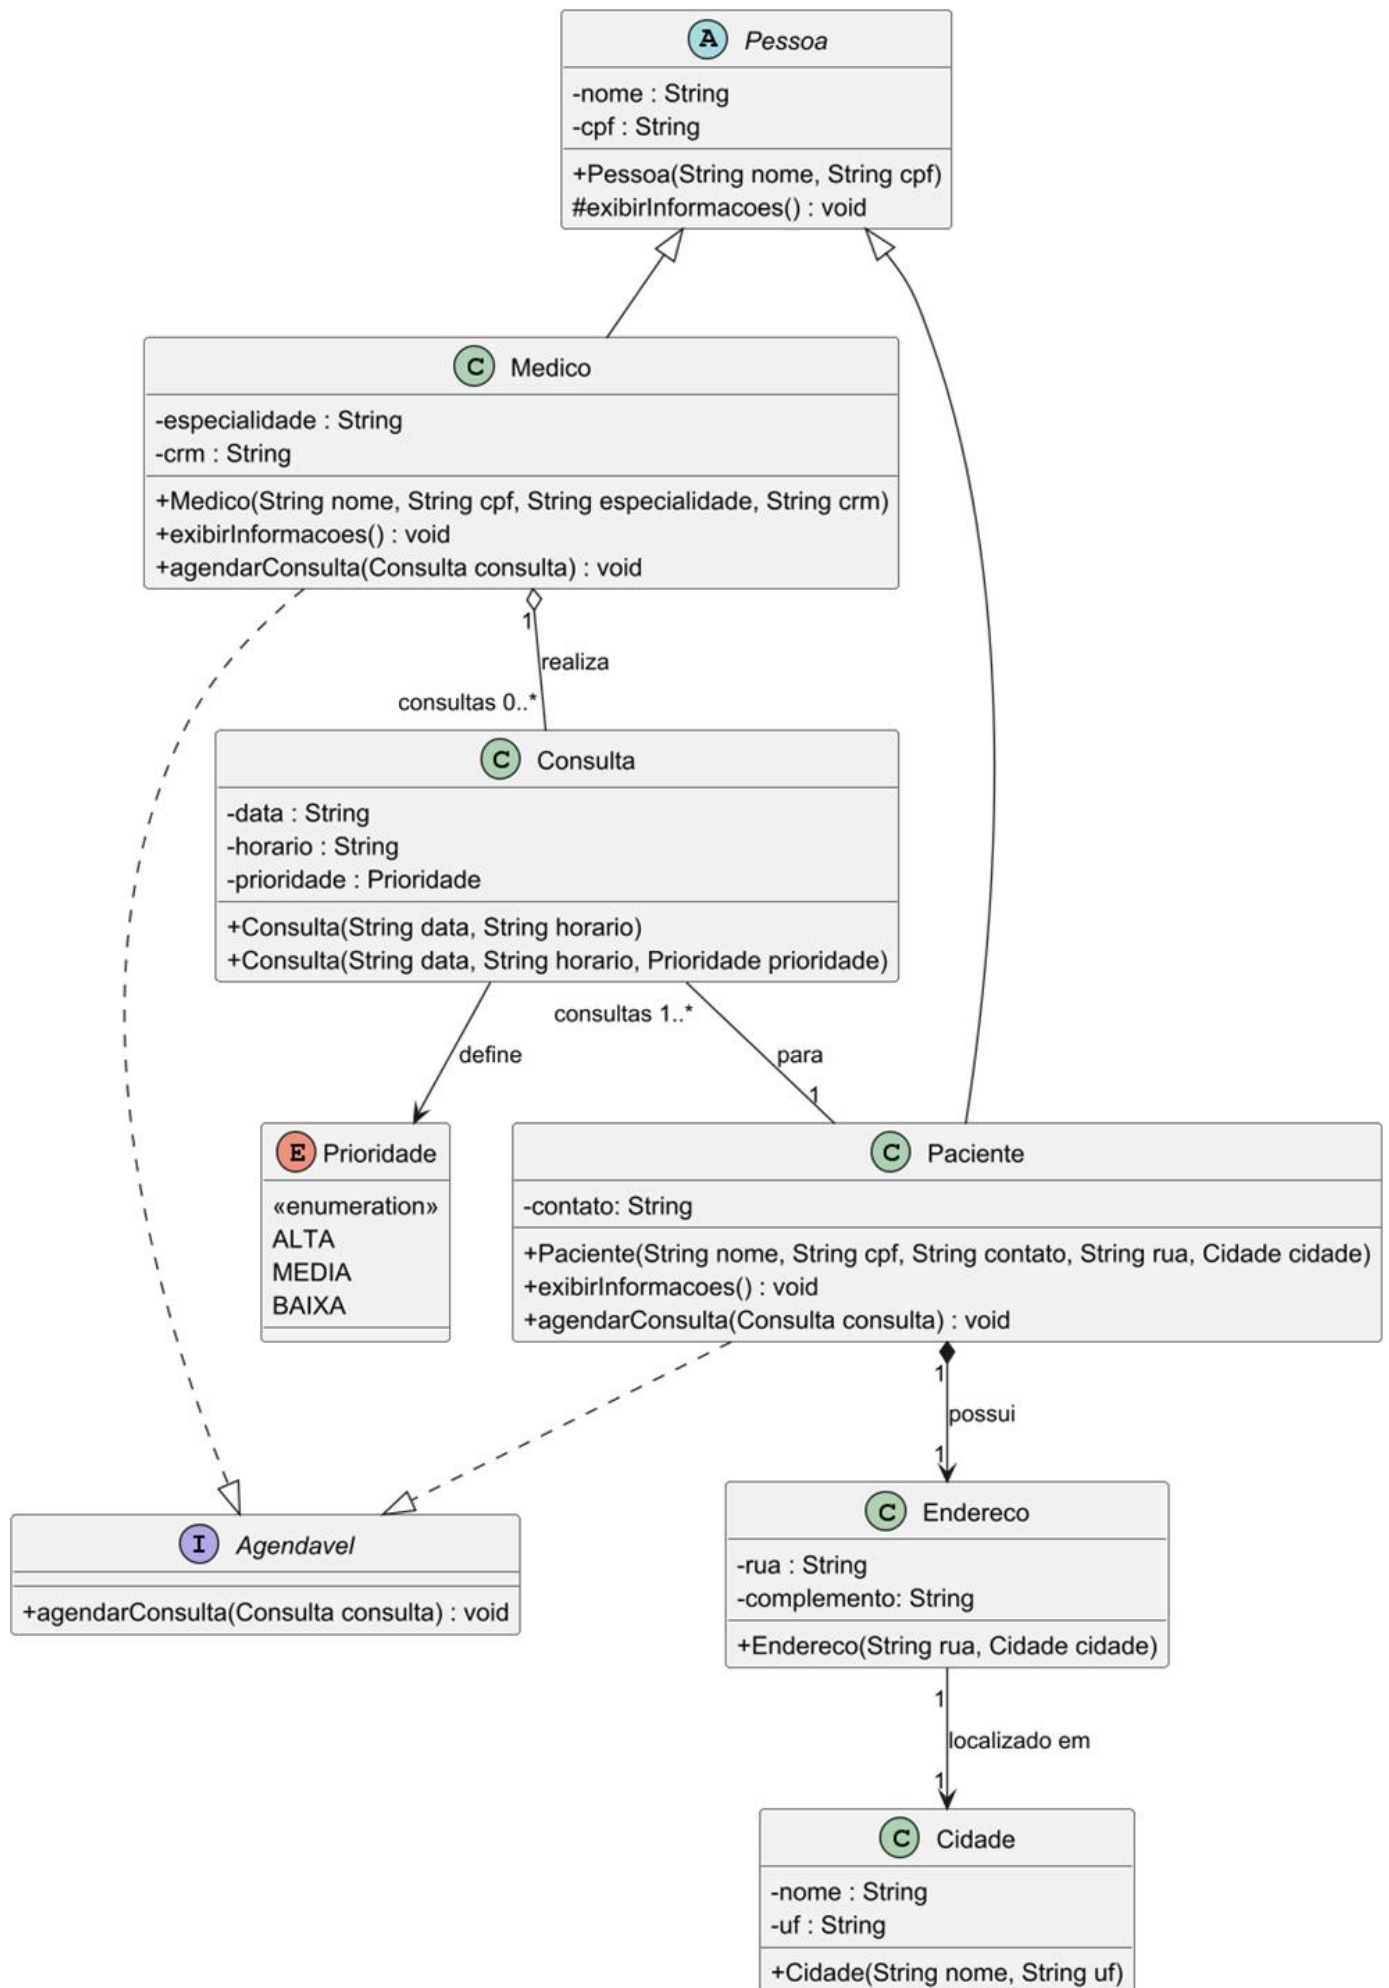 A Pessoa
-nome : String
-cpf : String
+Pessoa(String nome, String cpf)
#exibirInformacoes() : void
C Medico
-especialidade : String
-crm : String
+Medico(String nome, String cpf, String especialidade, String crm)
+exibirInformacoes() : void
+agendarConsulta(Consulta consulta) : void
1
realiza
consultas 0..*
C Consulta
-data : String
-horario : String
-prioridade : Prioridade
+Consulta(String data, String horario)
+Consulta(String data, String horario, Prioridade prioridade)
consultas 1..*
define
para
1
E Prioridade
«enumeration»
ALTA
MEDIA
BAIXA
C Paciente
-contato: String
+Paciente(String nome, String cpf, String contato, String rua, Cidade cidade)
+exibirInformacoes() : void
+agendarConsulta(Consulta consulta) : void
1
possui
1
I Agendavel
+agendarConsulta(Consulta consulta) : void
C Endereco
-rua : String
-complemento: String
+Endereco(String rua, Cidade cidade)
1
localizado em
1
C Cidade
-nome : String
-uf : String
+Cidade(String nome, String uf)